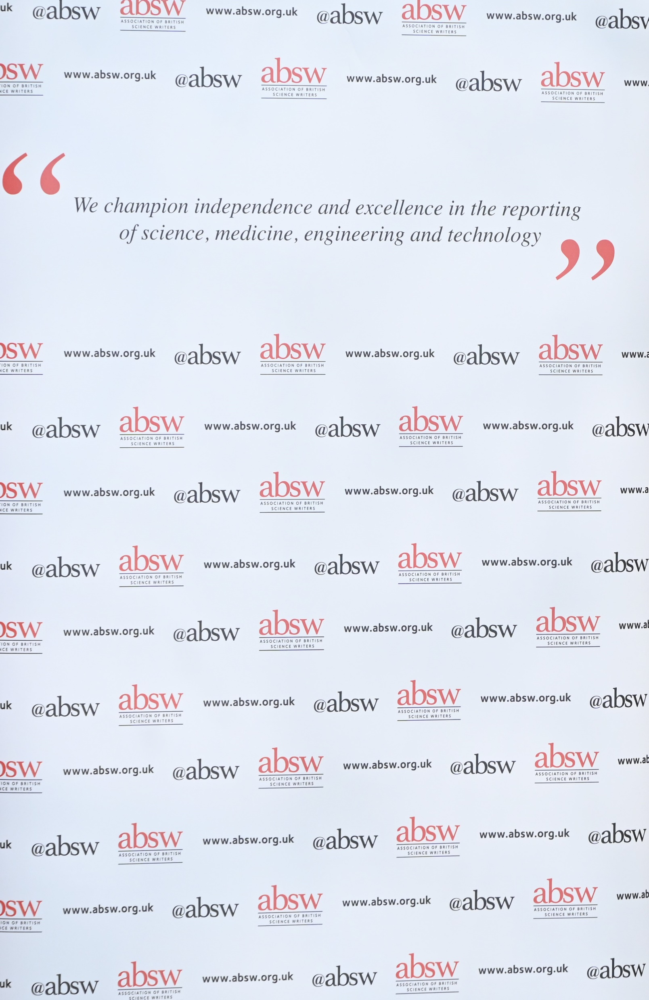 uk @absw absw www.absw.org.uk @absw absw www.absw.org.uk @absw
ASSOCIATION OF BRITISH ASSOCIATION OF BRITISH
SCIENCE WRITERS SCIENCE WRITERS
bsw www.absw.org.uk @absw absw www.absw.org.uk @absw absw www.
ION OF BRITISH ASSOCIATION OF BRITISH ASSOCIATION OF BRITISH
NCE WRITERS SCIENCE WRITERS SCIENCE WRITERS
“We champion independence and excellence in the reporting
of science, medicine, engineering and technology”
bsw www.absw.org.uk @absw absw www.absw.org.uk @absw absw www.a
ION OF BRITISH ASSOCIATION OF BRITISH ASSOCIATION OF BRITISH
NCE WRITERS SCIENCE WRITERS SCIENCE WRITERS
uk @absw absw www.absw.org.uk @absw absw www.absw.org.uk @absw
ASSOCIATION OF BRITISH ASSOCIATION OF BRITISH
SCIENCE WRITERS SCIENCE WRITERS
bsw www.absw.org.uk @absw absw www.absw.org.uk @absw absw www.a
ION OF BRITISH ASSOCIATION OF BRITISH ASSOCIATION OF BRITISH
NCE WRITERS SCIENCE WRITERS SCIENCE WRITERS
uk @absw absw www.absw.org.uk @absw absw www.absw.org.uk @absw
ASSOCIATION OF BRITISH ASSOCIATION OF BRITISH
SCIENCE WRITERS SCIENCE WRITERS
bsw www.absw.org.uk @absw absw www.absw.org.uk @absw absw www.ab
ION OF BRITISH ASSOCIATION OF BRITISH ASSOCIATION OF BRITISH
NCE WRITERS SCIENCE WRITERS SCIENCE WRITERS
uk @absw absw www.absw.org.uk @absw absw www.absw.org.uk @absw
ASSOCIATION OF BRITISH ASSOCIATION OF BRITISH
SCIENCE WRITERS SCIENCE WRITERS
bsw www.absw.org.uk @absw absw www.absw.org.uk @absw absw www.ab
ION OF BRITISH ASSOCIATION OF BRITISH ASSOCIATION OF BRITISH
NCE WRITERS SCIENCE WRITERS SCIENCE WRITERS
uk @absw absw www.absw.org.uk @absw absw www.absw.org.uk @absw
ASSOCIATION OF BRITISH ASSOCIATION OF BRITISH
SCIENCE WRITERS SCIENCE WRITERS
bsw www.absw.org.uk @absw absw www.absw.org.uk @absw absw www.ab
ION OF BRITISH ASSOCIATION OF BRITISH ASSOCIATION OF BRITISH
NCE WRITERS SCIENCE WRITERS SCIENCE WRITERS
uk @absw absw www.absw.org.uk @absw absw www.absw.org.uk @absw
ASSOCIATION OF BRITISH ASSOCIATION OF BRITISH
SCIENCE WRITERS SCIENCE WRITERS